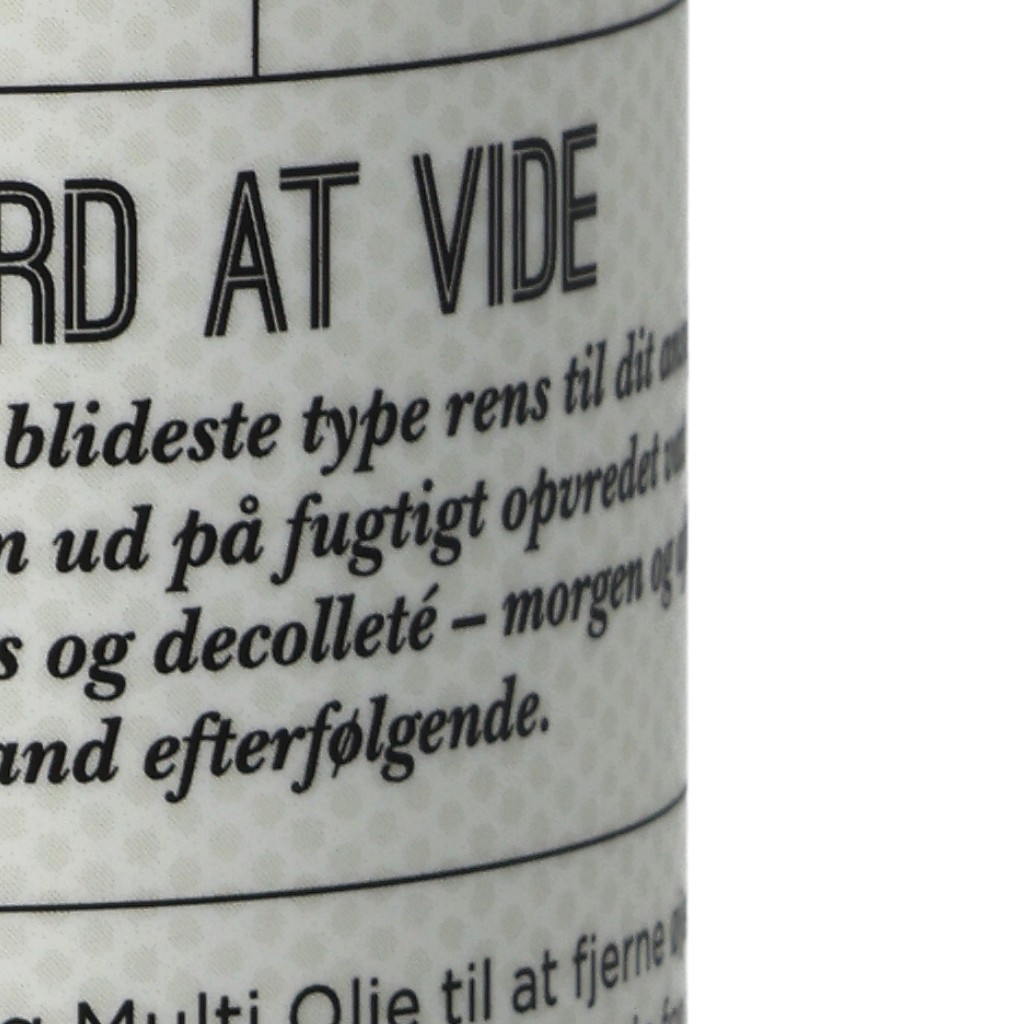 RD AT VIDE
blideste type rens til dit
n ud på fugtigt opvredet
s og decolleté – morgen og
and efterfølgende.
Multi Olie til at fjerne